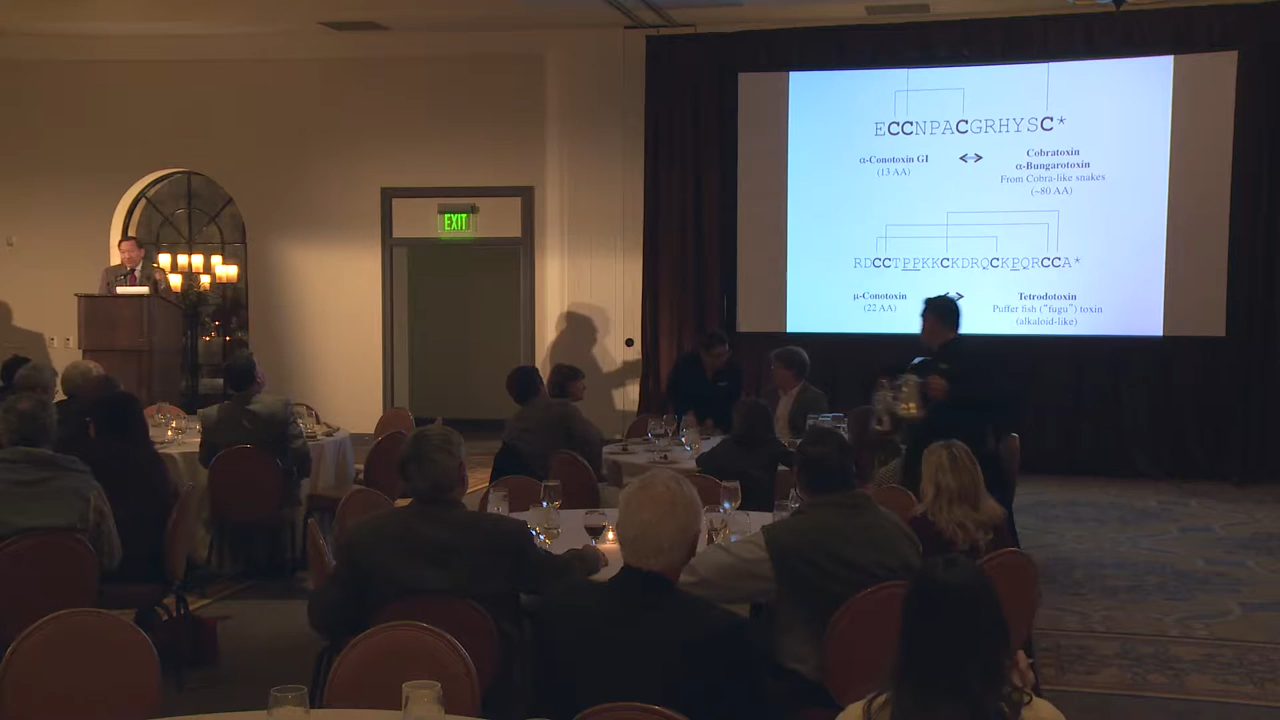 ECCNPACGRHYSC*
α-Conotoxin GI
(13 AA)
Cobratoxin
α-Bungarotoxin
From Cobra-like snakes
(~80 AA)
RDCCTPPKKCKDRQCKPQRCCA*
μ-Conotoxin
(22 AA)
Tetrodotoxin
Puffer fish (“fugu”) toxin
(alkaloid-like)
EXIT